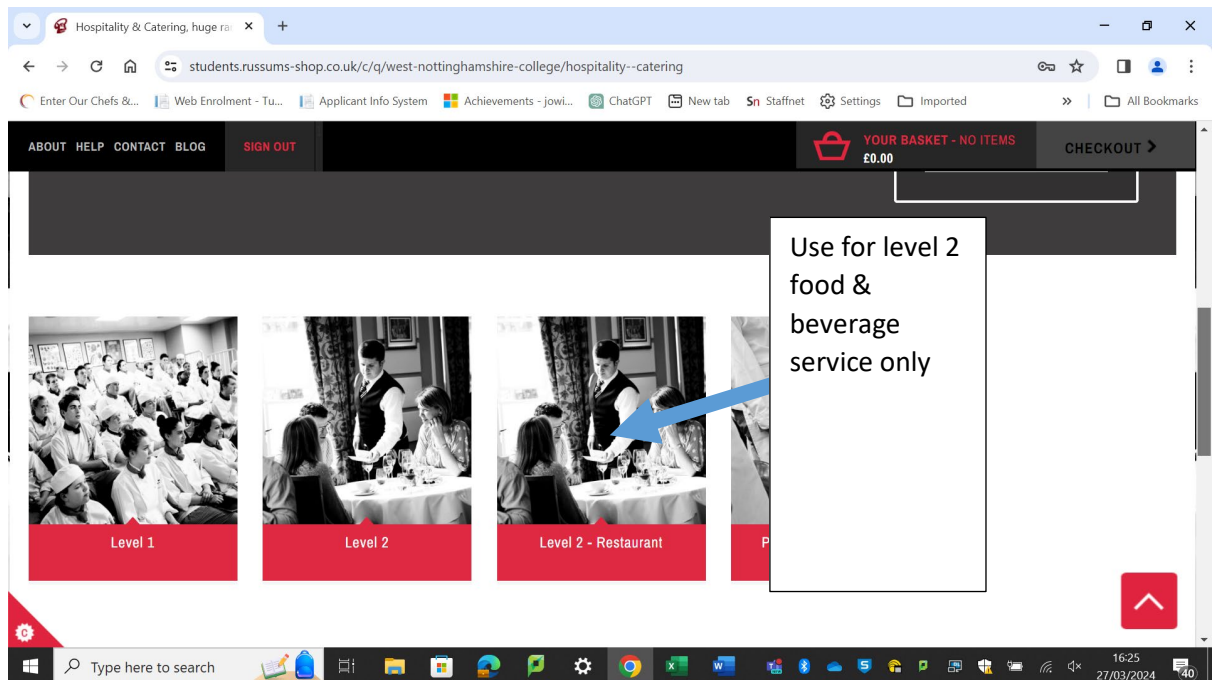 Hospitality & Catering, huge ra
students.russums-shop.co.uk/c/q/west-nottinghamshire-college/hospitality--catering
Enter Our Chefs &... Web Enrolment - Tu... Applicant Info System Achievements - jowi... ChatGPT New tab Sn Staffnet Settings Imported » All Bookmarks
ABOUT HELP CONTACT BLOG SIGN OUT YOUR BASKET - NO ITEMS £0.00 CHECKOUT
Use for level 2
food &
beverage
service only
Level 1 Level 2 Level 2 - Restaurant P
Type here to search
16:25
27/03/2024
40